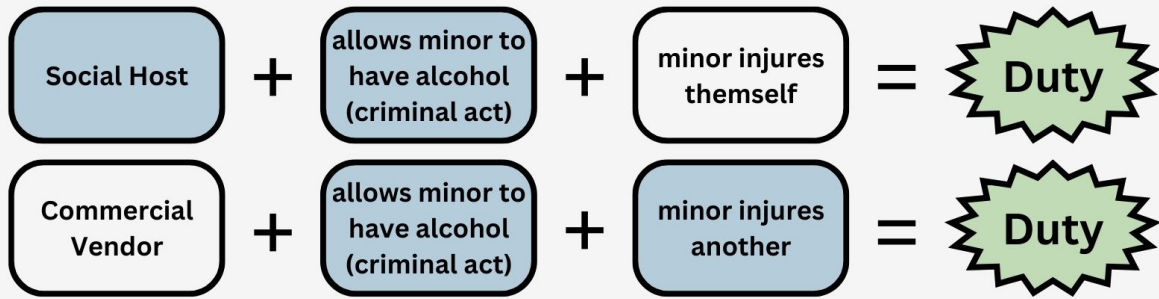 Social Host
+
allows minor to
have alcohol
(criminal act)
+
minor injures
themself
=
Duty
Commercial
Vendor
+
allows minor to
have alcohol
(criminal act)
+
minor injures
another
=
Duty